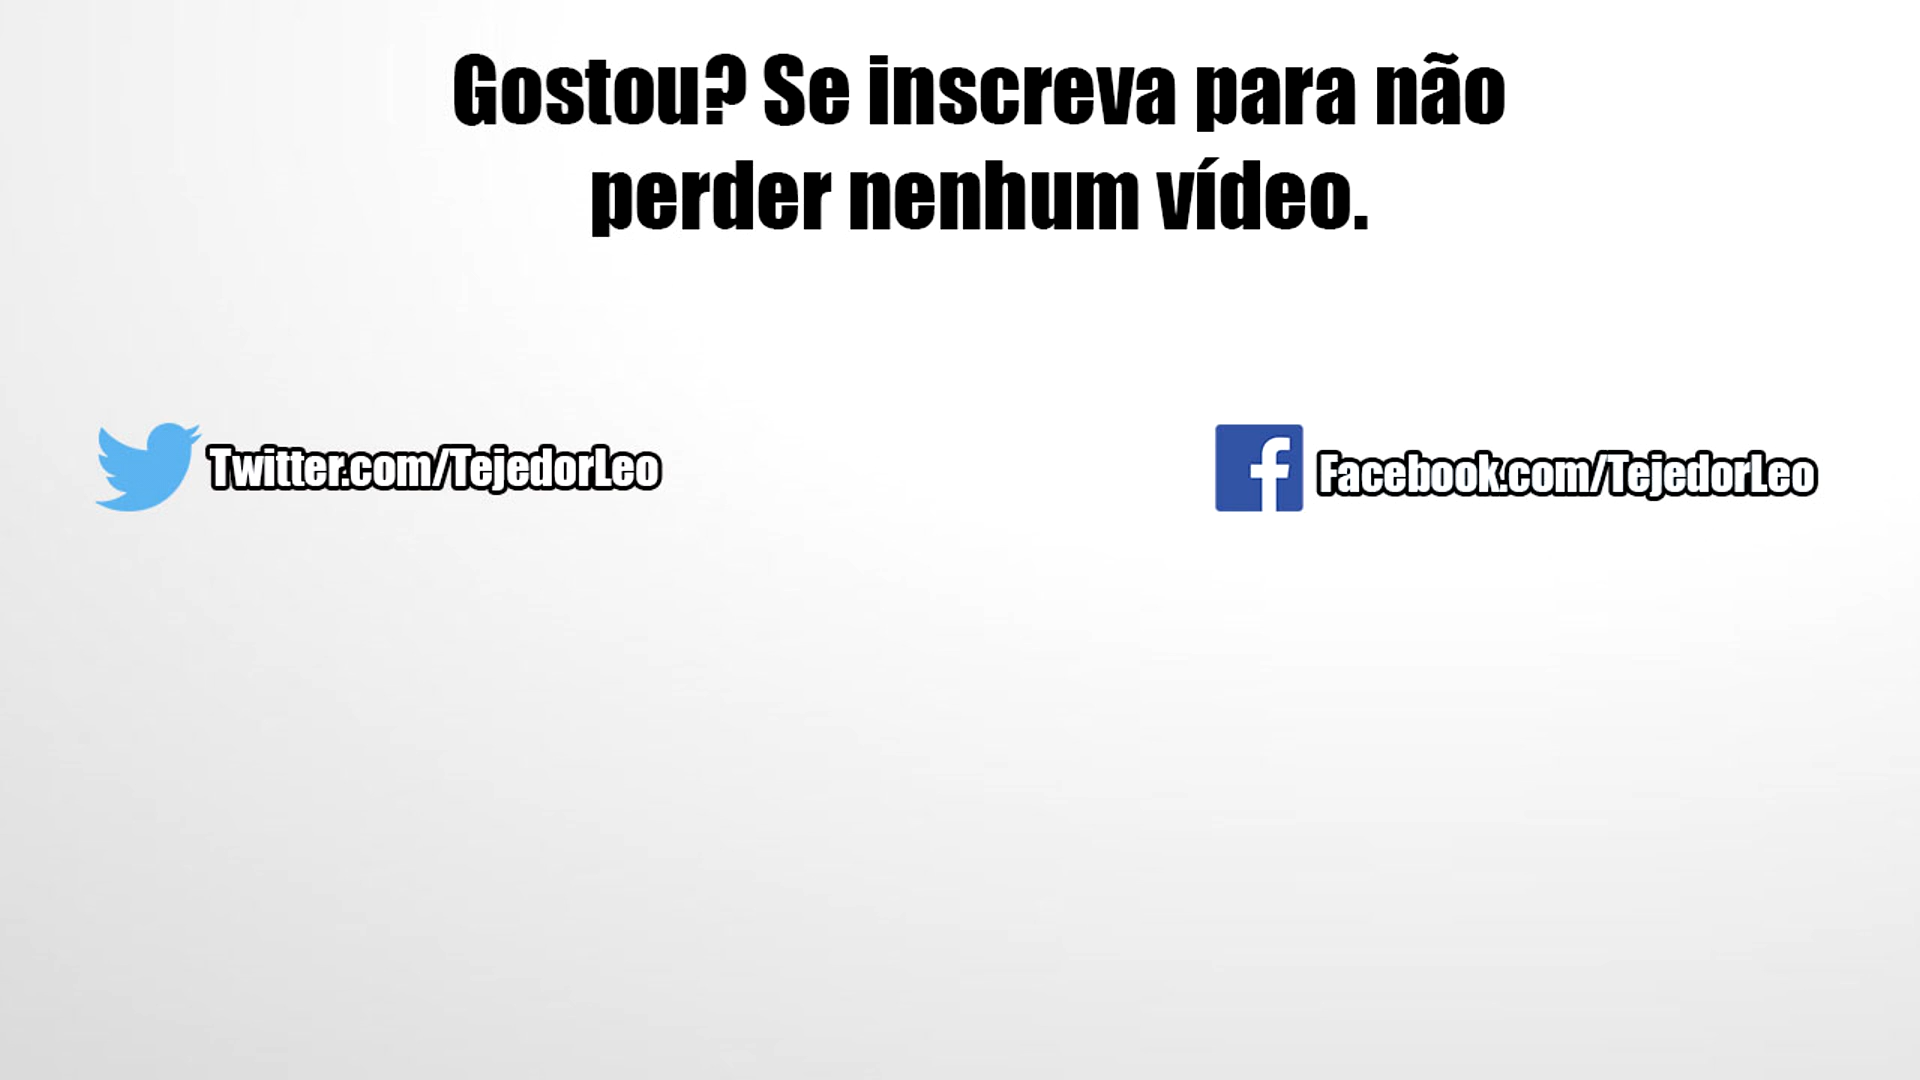 Gostou? Se inscreva para não
perder nenhum vídeo.
Twitter.com/TejedorLeo
Facebook.com/TejedorLeo